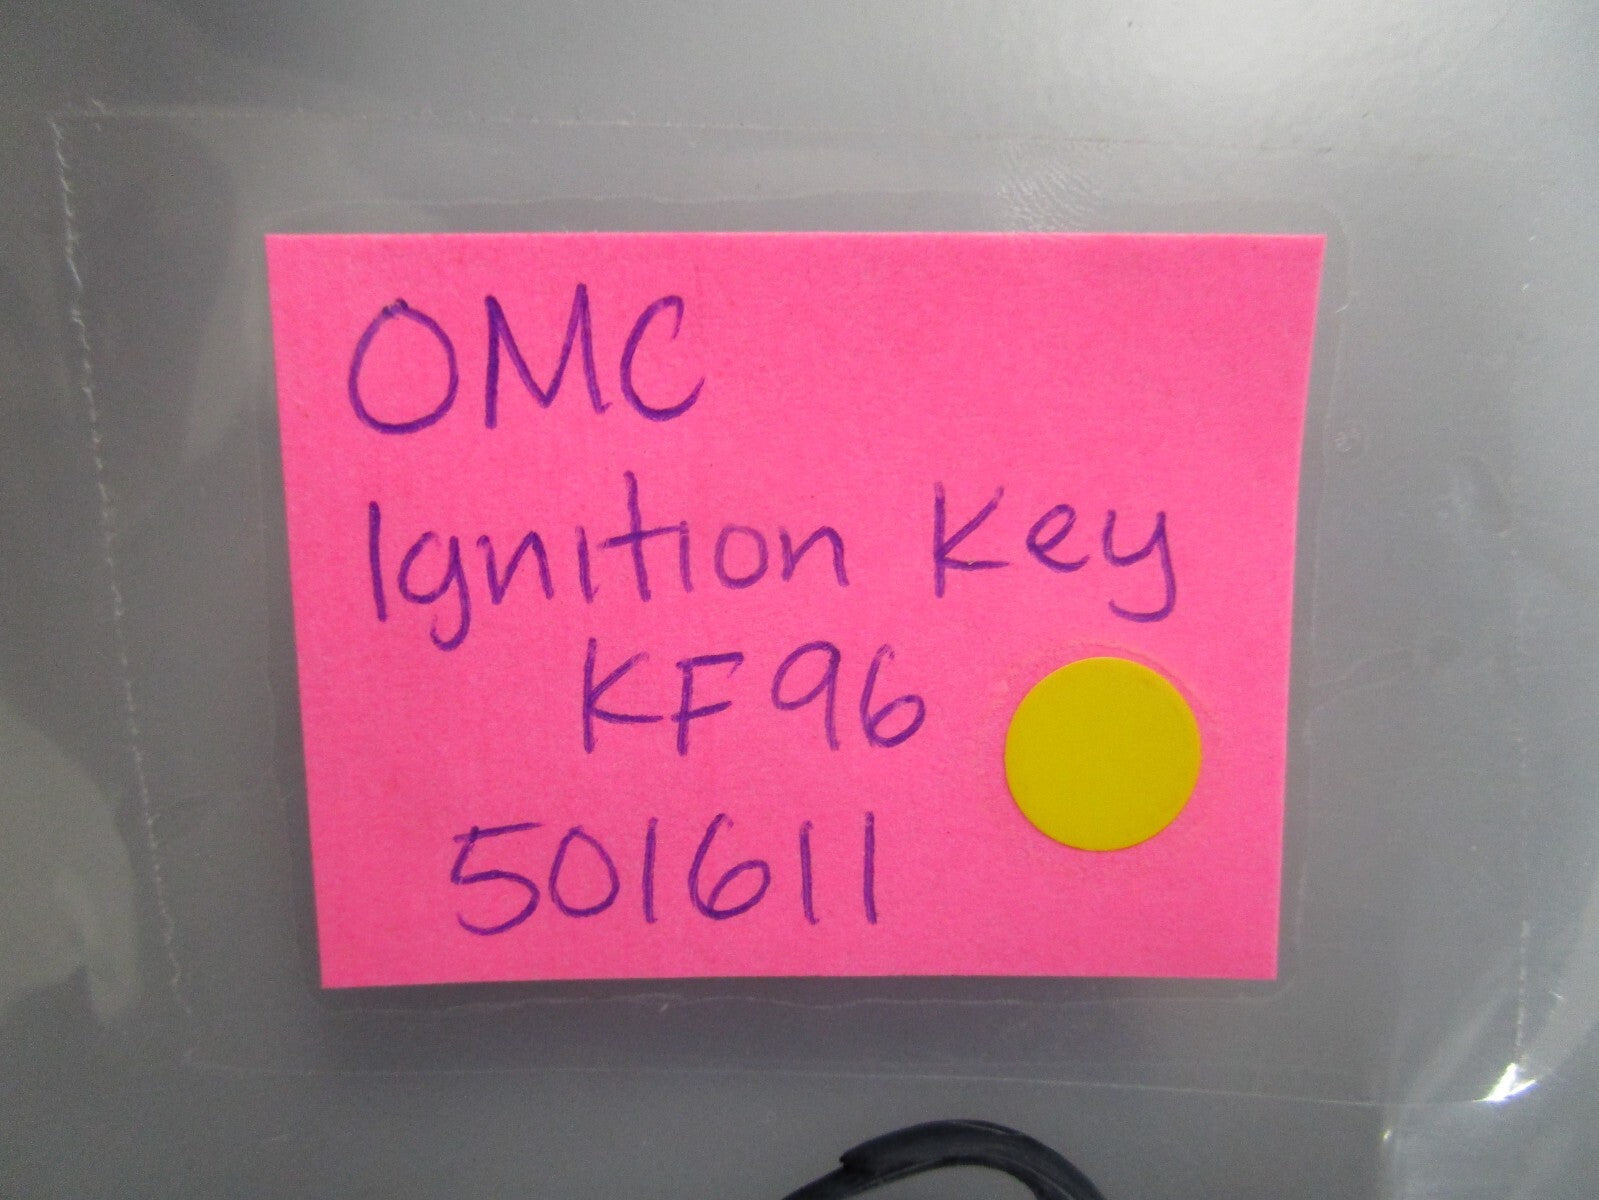 OMC
Ignition Key
KF96
501611